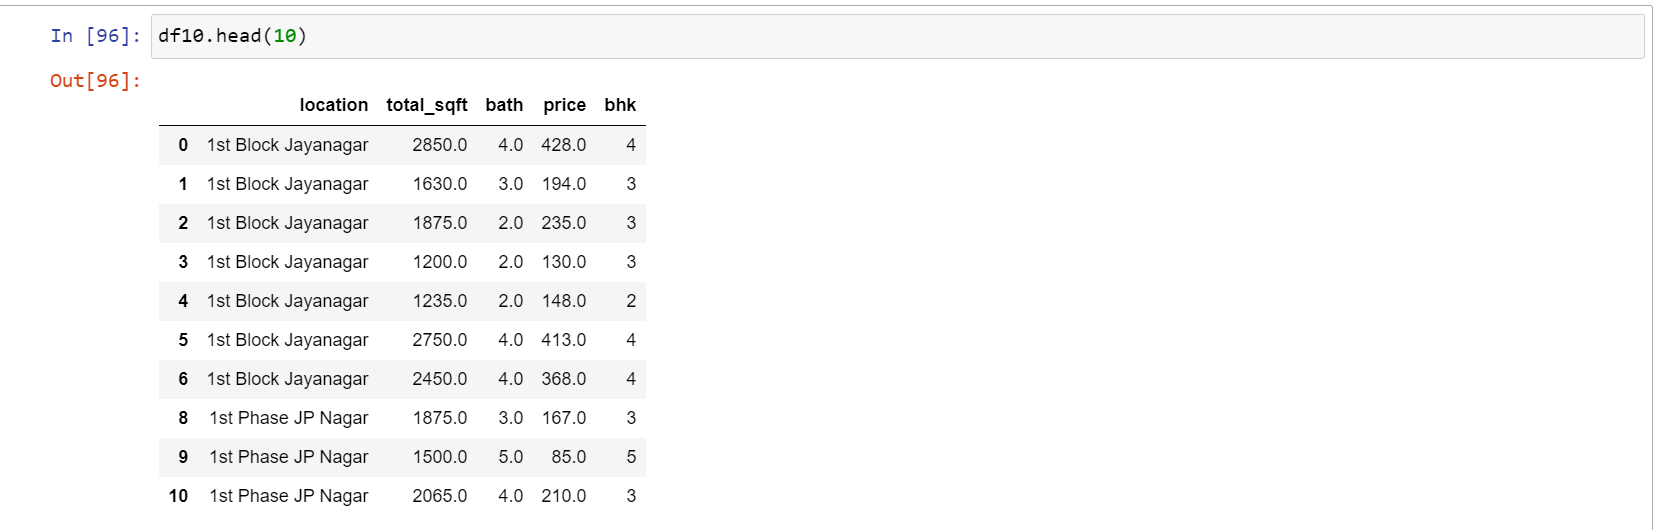 In [96]: df10.head(10)
Out[96]:
location total_sqft bath price bhk
0 1st Block Jayanagar 2850.0 4.0 428.0 4
1 1st Block Jayanagar 1630.0 3.0 194.0 3
2 1st Block Jayanagar 1875.0 2.0 235.0 3
3 1st Block Jayanagar 1200.0 2.0 130.0 3
4 1st Block Jayanagar 1235.0 2.0 148.0 2
5 1st Block Jayanagar 2750.0 4.0 413.0 4
6 1st Block Jayanagar 2450.0 4.0 368.0 4
8 1st Phase JP Nagar 1875.0 3.0 167.0 3
9 1st Phase JP Nagar 1500.0 5.0 85.0 5
10 1st Phase JP Nagar 2065.0 4.0 210.0 3